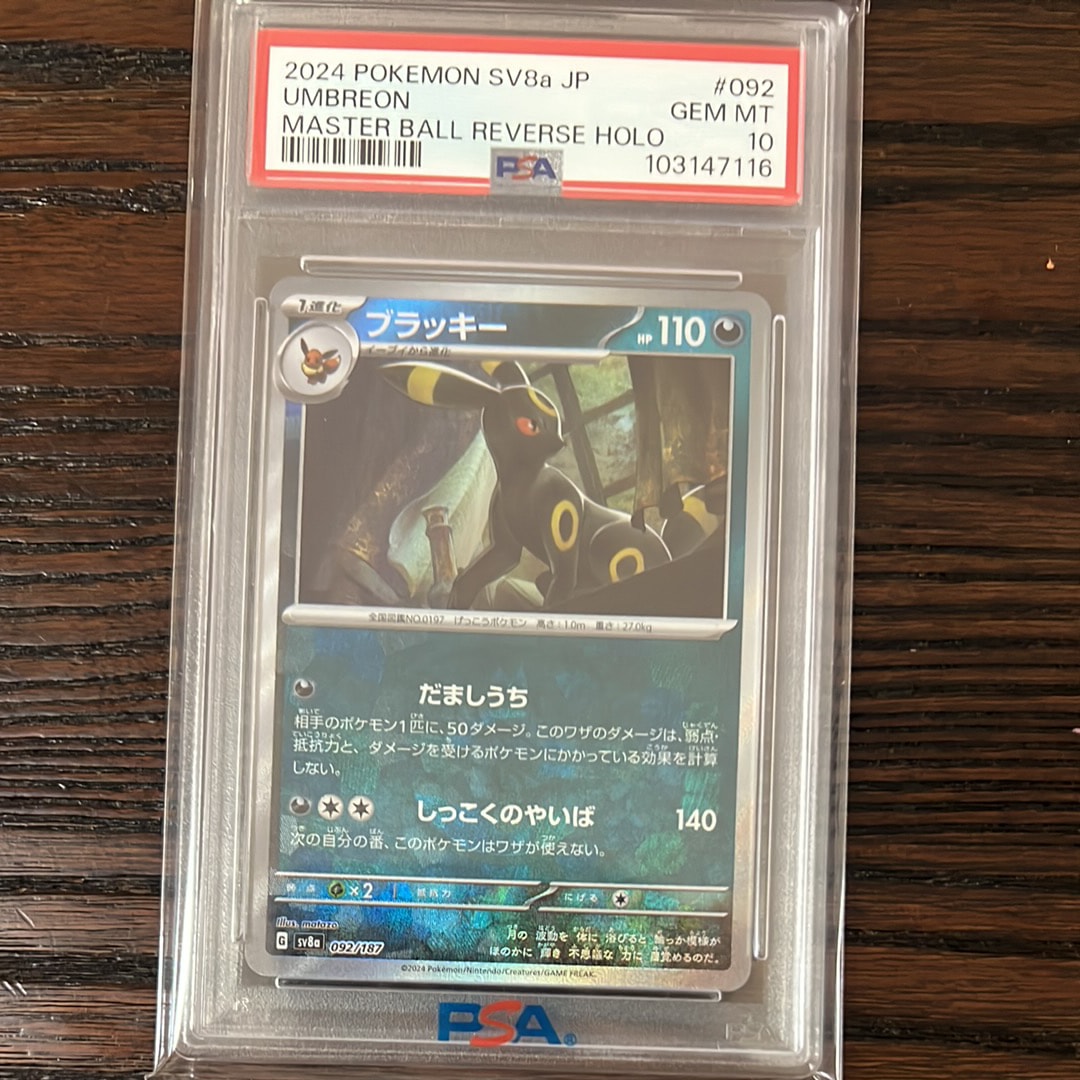 2024 POKEMON SV8a JP #092
UMBREON GEM MT
MASTER BALL REVERSE HOLO 10
PSA 103147116
1進化
ブラッキー HP 110
イーブイから進化
全国図鑑NO.0197 げっこうポケモン 高さ:1.0m 重さ:27.0kg
だましうち
相手のポケモン1匹に、50ダメージ。このワザのダメージは、弱点・
抵抗力と、ダメージを受けるポケモンにかかっている効果を計算
しない。
しっこくのやいば 140
次の自分の番、このポケモンはワザが使えない。
弱点 ×2 抵抗力 にげる
Illus. matazo
月の 波動を 体に 浴びると 輪っか模様が
G sv8a 092/187 ほのかに 輝き 不思議な 力に 目覚めるのだ。
©2024 Pokémon/Nintendo/Creatures/GAME FREAK.
PSA®